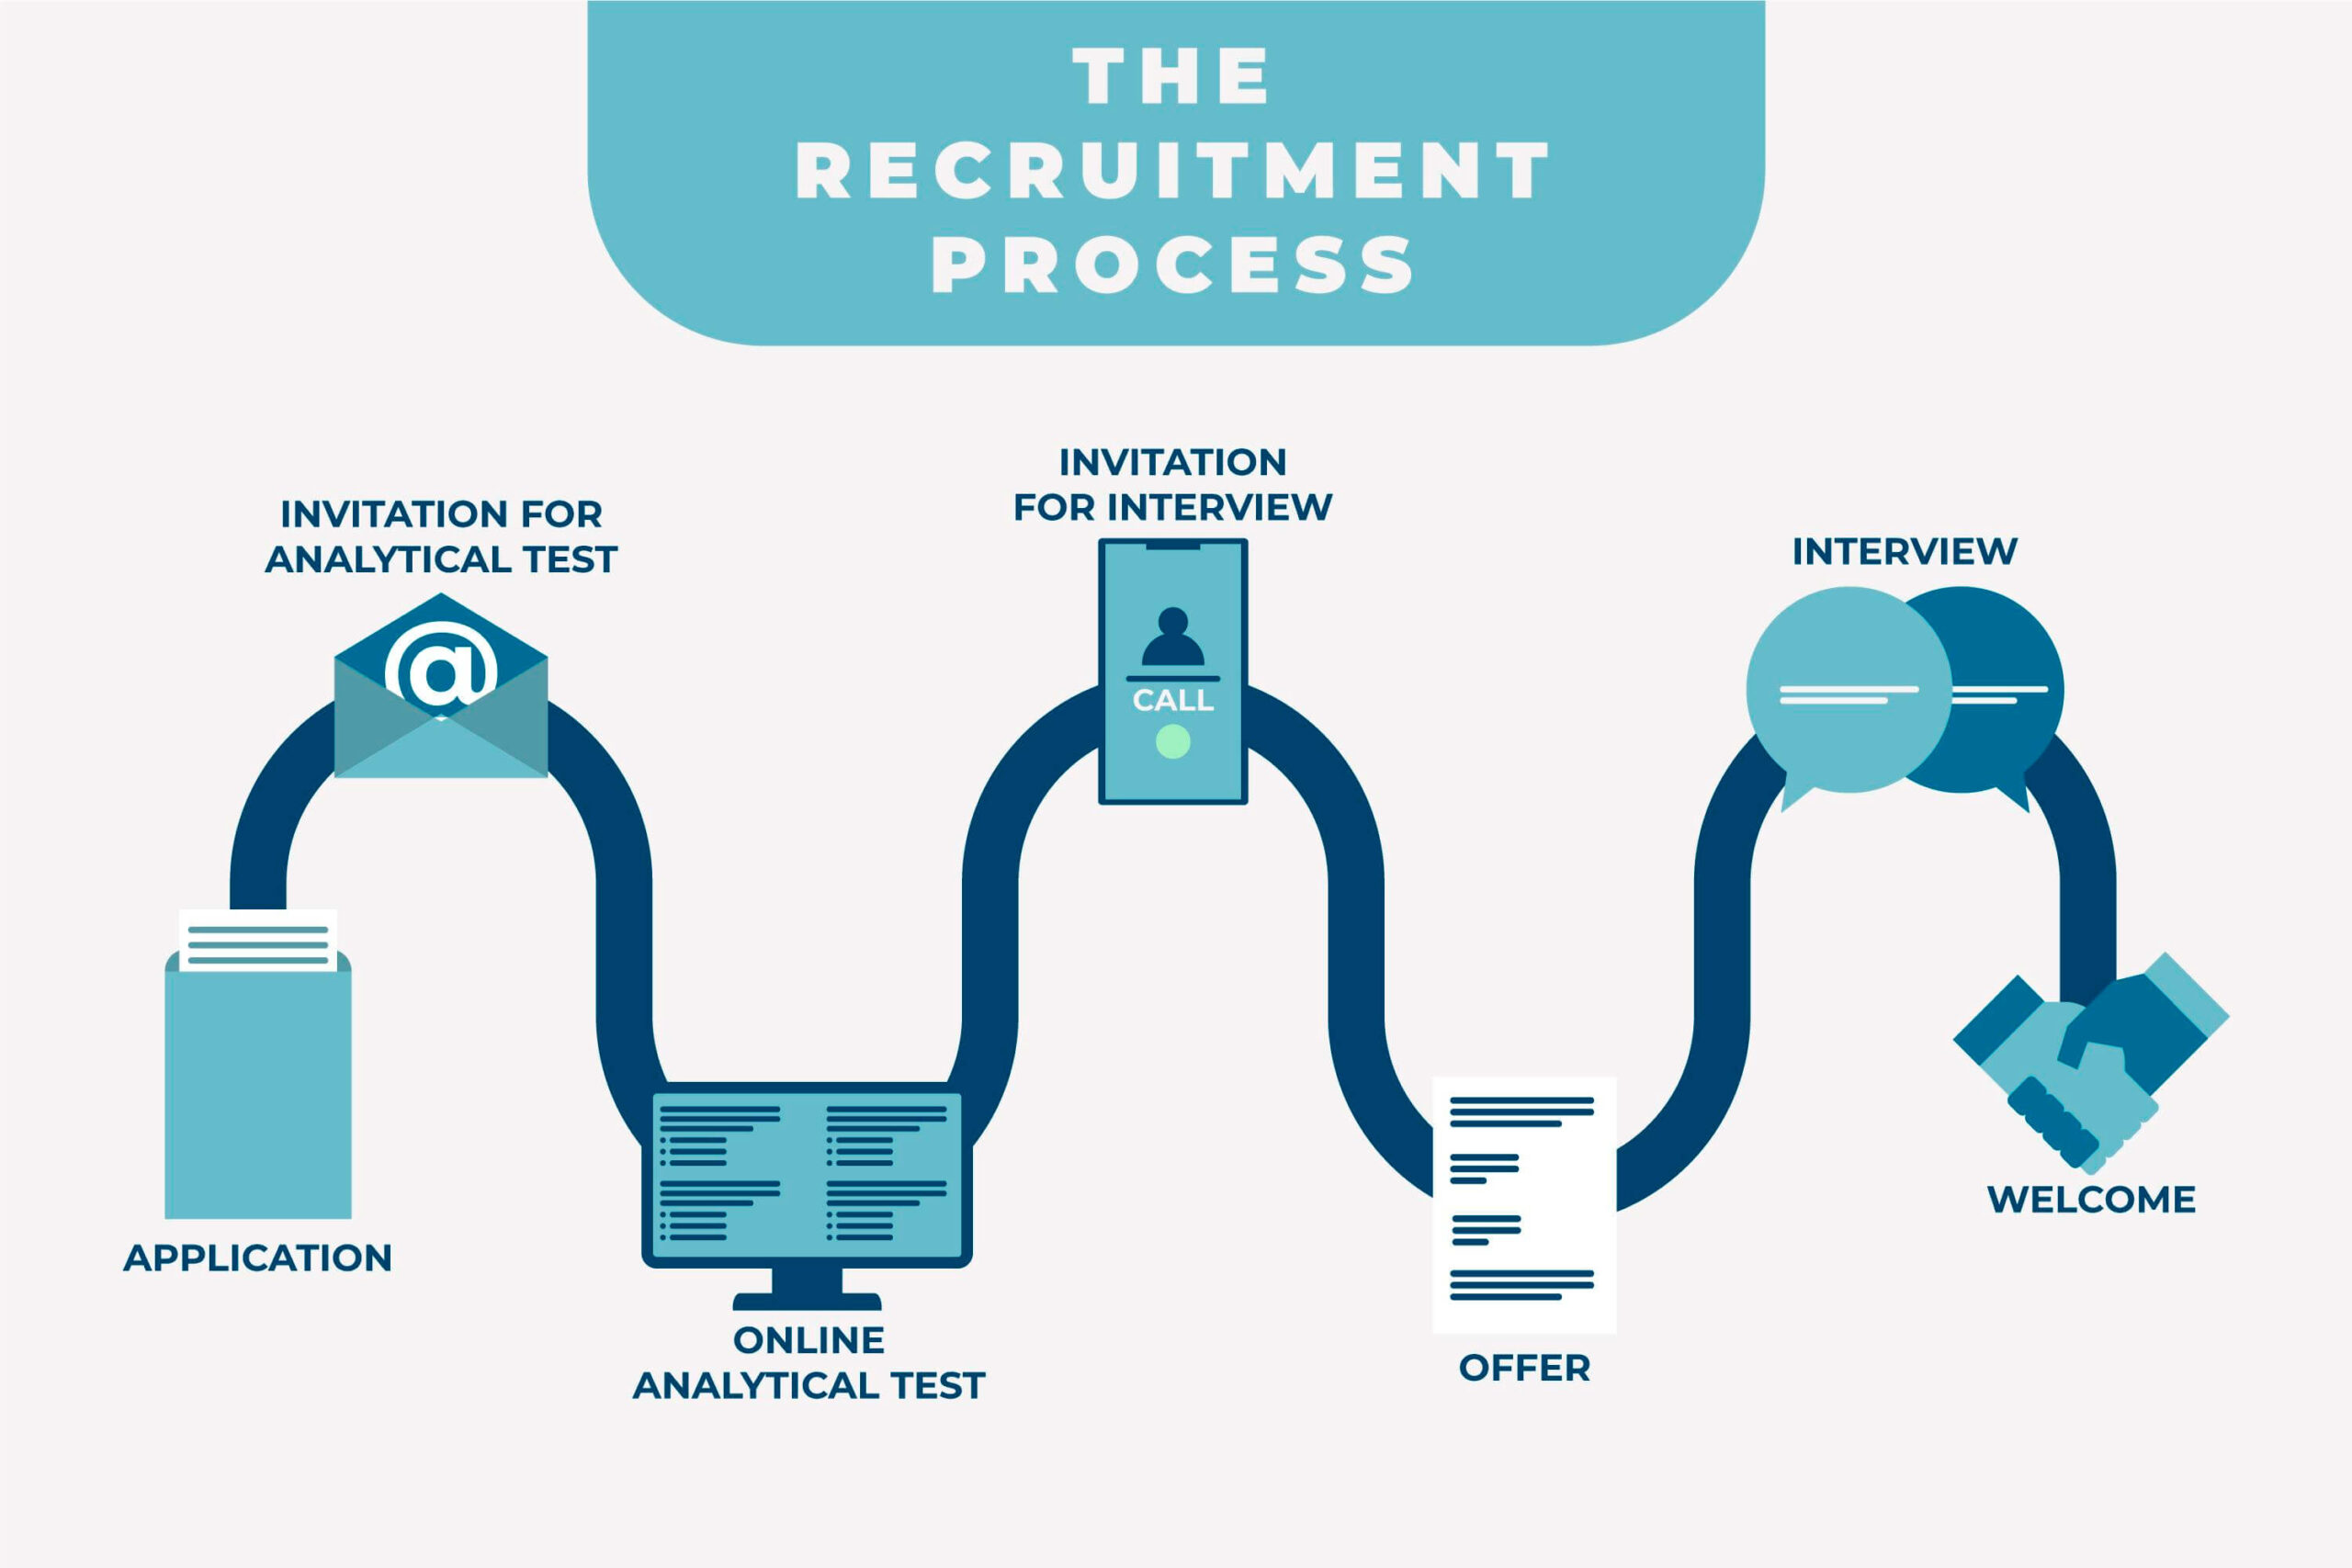 THE
RECRUITMENT
PROCESS
INVITATION FOR
ANALYTICAL TEST
@
INVITATION
FOR INTERVIEW
CALL
INTERVIEW
APPLICATION
ONLINE
ANALYTICAL TEST
OFFER
WELCOME